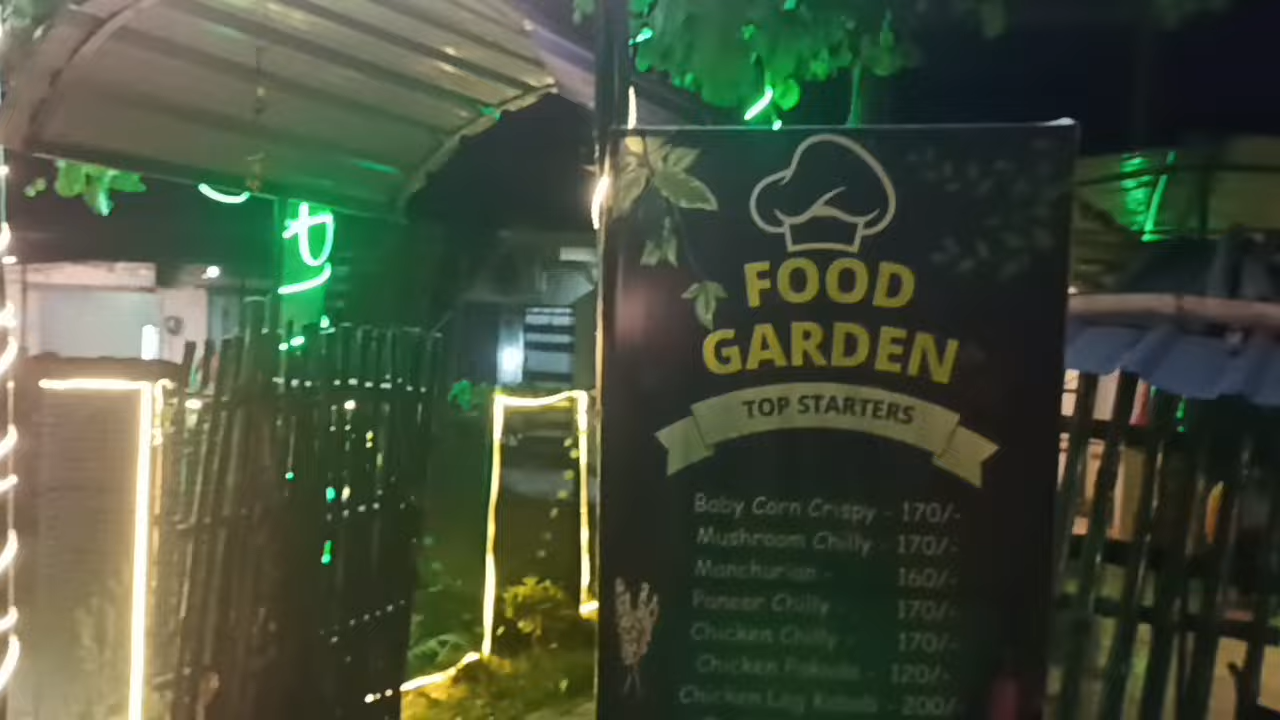 FOOD
GARDEN
TOP STARTERS
Baby Corn Crispy - 170/-
Mushroom Chilly - 170/-
Manchurian - 160/-
Paneer Chilly - 170/-
Chicken Chilly - 170/-
Chicken Pakoda - 120/-
Chicken Leg Kabab - 200/-